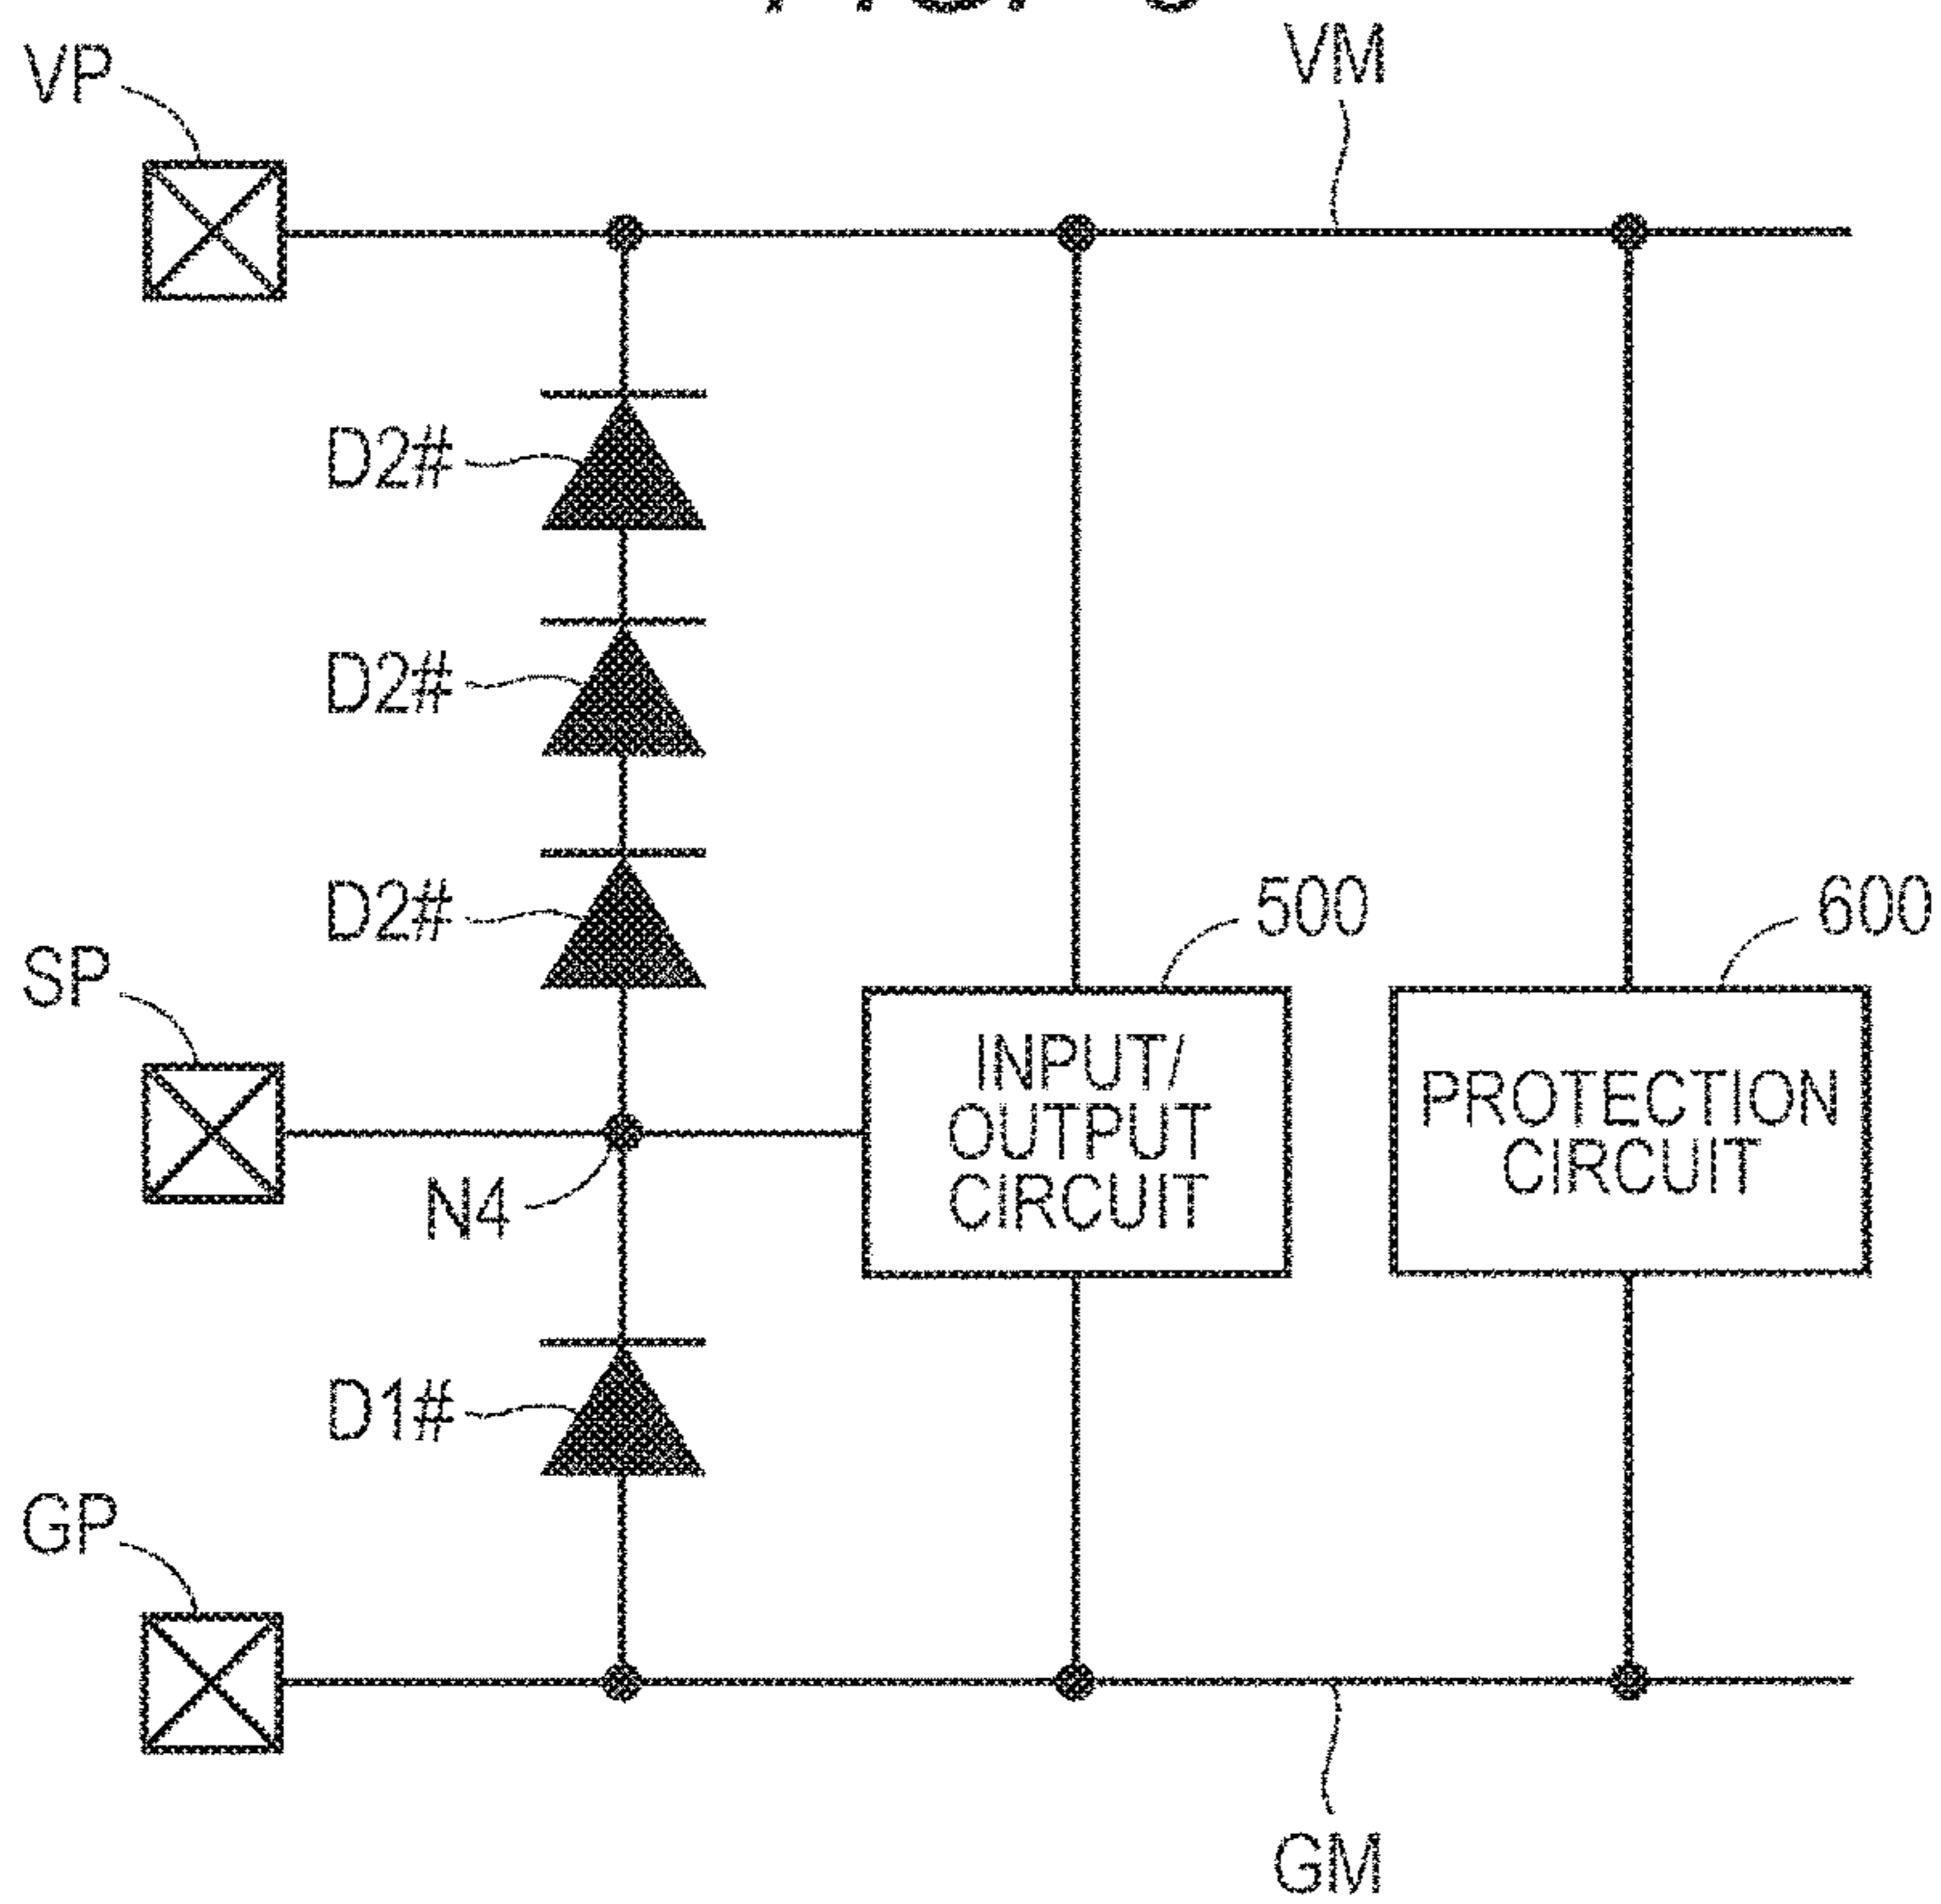 VM
VP
D2#
D2#
D2#
500
600
SP
INPUT/
OUTPUT
CIRCUIT
PROTECTION
CIRCUIT
N4
D1#
GP
GM